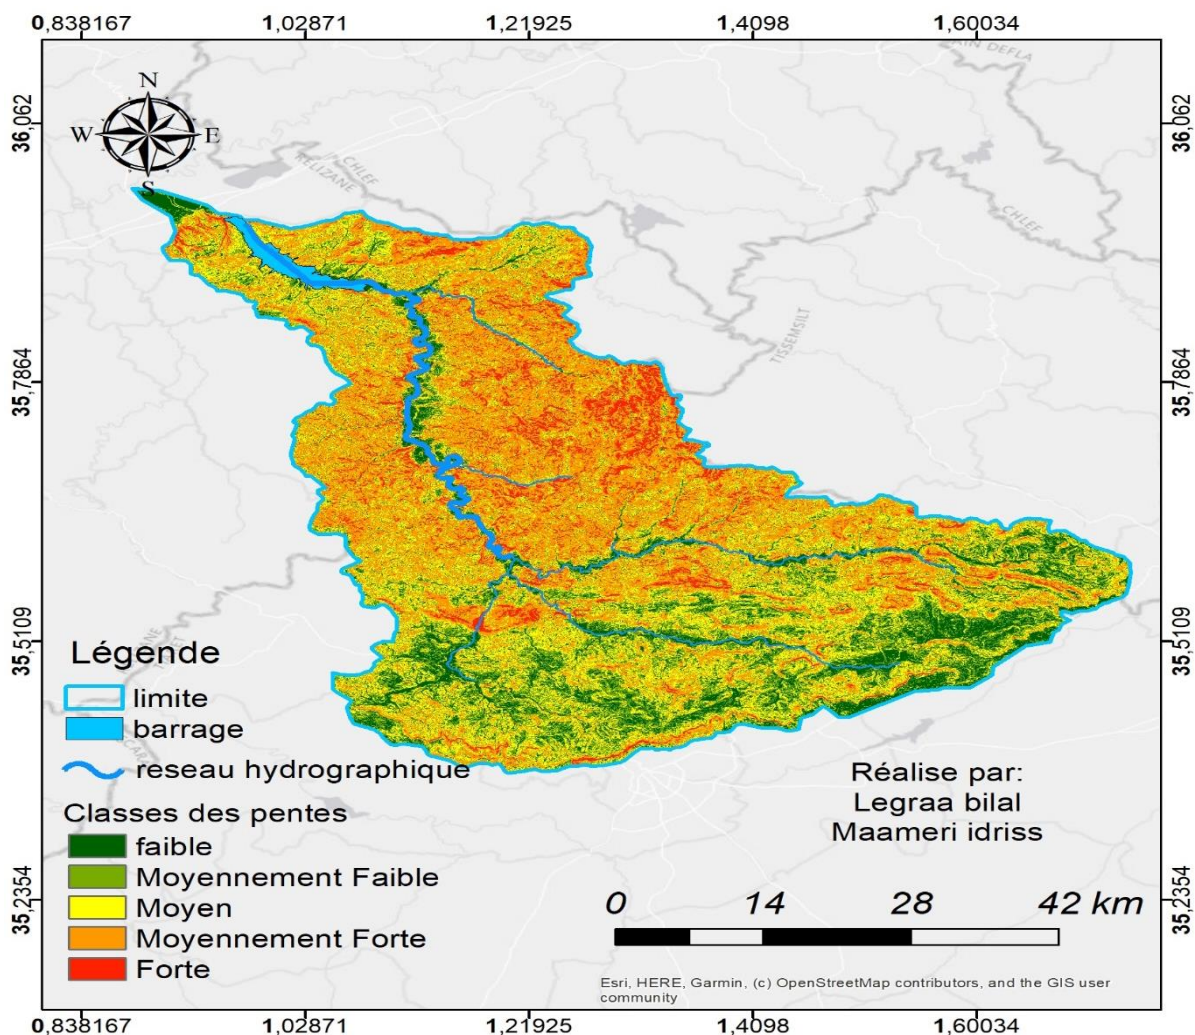 0,838167 1,02871 1,21925 1,4098 1,60034
AIN DEFLA
36,062 36,062
N
W E
S
CHLEF
RELIZANE
CHLEF
TISSEMSILT
35,7864 35,7864
35,5109 35,5109
Légende
limite
barrage
reseau hydrographique
Classes des pentes
faible
Moyennement Faible
Moyen
Moyennement Forte
Forte
Réalise par:
Legraa bilal
Maameri idriss
35,2354 35,2354
0 14 28 42 km
Esri, HERE, Garmin, (c) OpenStreetMap contributors, and the GIS user
community
0,838167 1,02871 1,21925 1,4098 1,60034